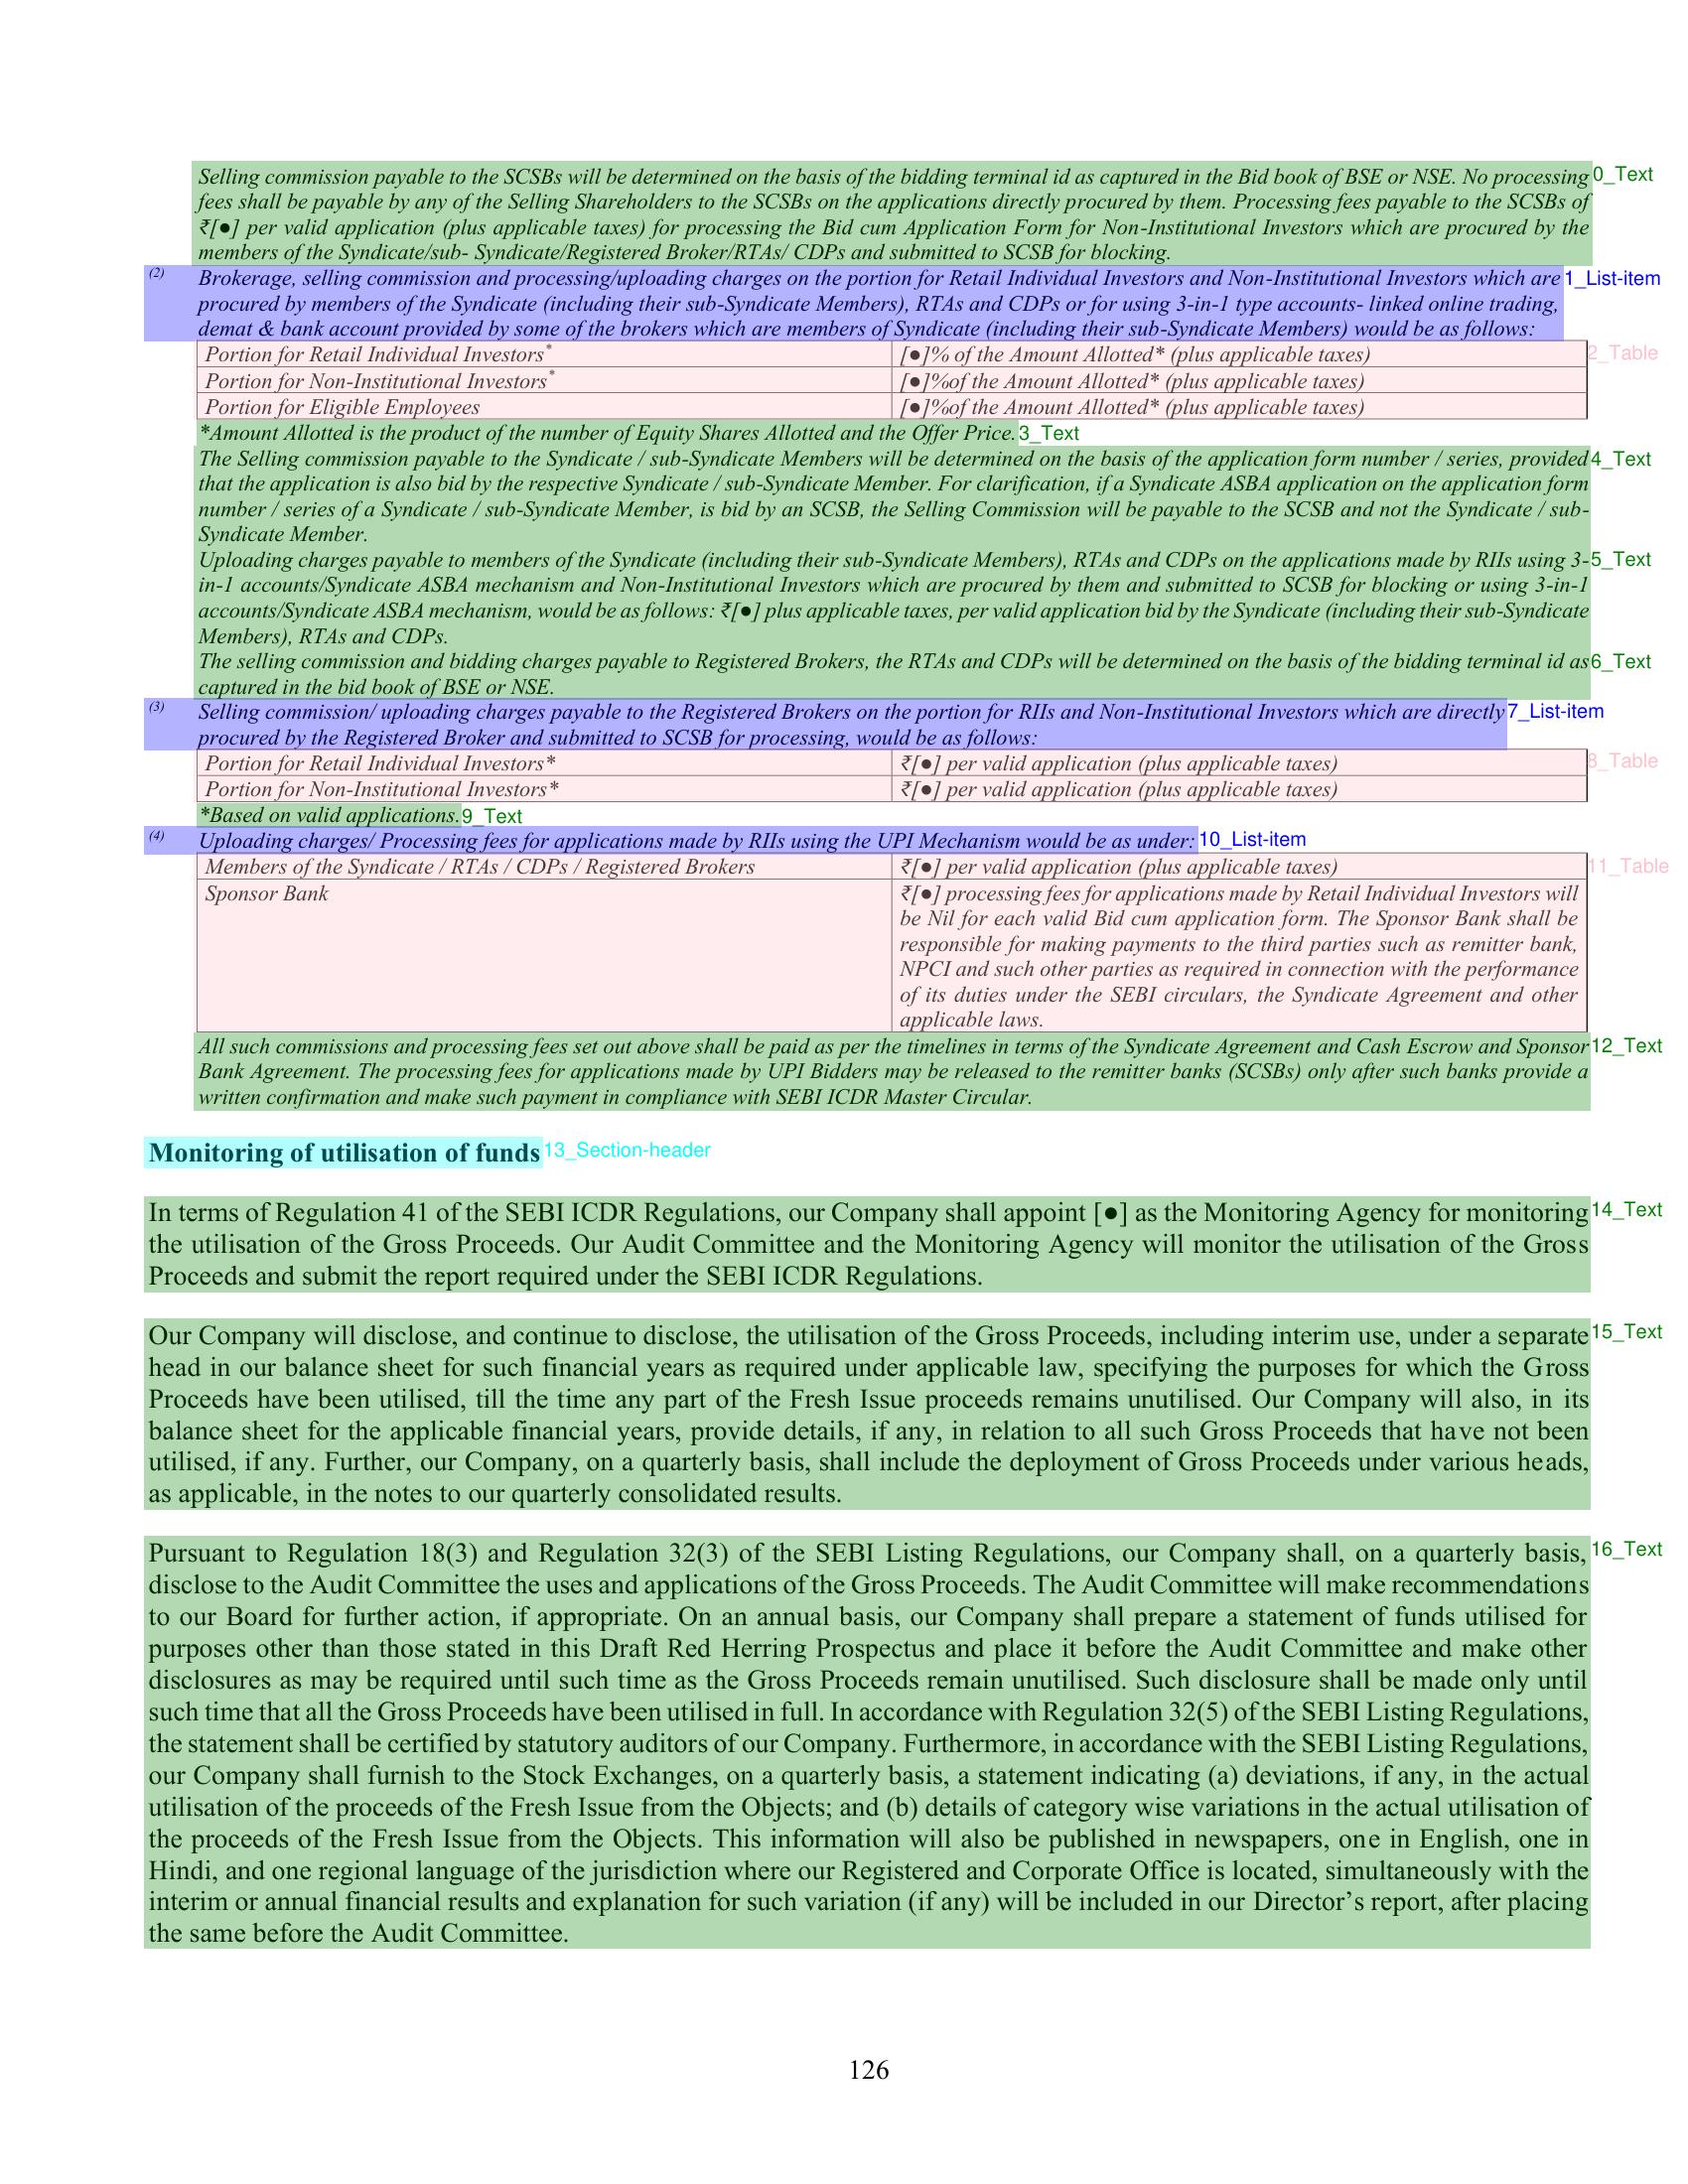 Selling commission payable to the SCSBs will be determined on the basis of the bidding terminal id as captured in the Bid book of BSE or NSE. No processing 0_Text
fees shall be payable by any of the Selling Shareholders to the SCSBs on the applications directly procured by them. Processing fees payable to the SCSBs of
₹[●] per valid application (plus applicable taxes) for processing the Bid cum Application Form for Non-Institutional Investors which are procured by the
members of the Syndicate/sub- Syndicate/Registered Broker/RTAs/ CDPs and submitted to SCSB for blocking.
(2) Brokerage, selling commission and processing/uploading charges on the portion for Retail Individual Investors and Non-Institutional Investors which are 1_List-item
procured by members of the Syndicate (including their sub-Syndicate Members), RTAs and CDPs or for using 3-in-1 type accounts- linked online trading,
demat & bank account provided by some of the brokers which are members of Syndicate (including their sub-Syndicate Members) would be as follows:
Portion for Retail Individual Investors* [●]% of the Amount Allotted* (plus applicable taxes) 2_Table
Portion for Non-Institutional Investors* [●]%of the Amount Allotted* (plus applicable taxes)
Portion for Eligible Employees [●]%of the Amount Allotted* (plus applicable taxes)
*Amount Allotted is the product of the number of Equity Shares Allotted and the Offer Price. 3_Text
The Selling commission payable to the Syndicate / sub-Syndicate Members will be determined on the basis of the application form number / series, provided 4_Text
that the application is also bid by the respective Syndicate / sub-Syndicate Member. For clarification, if a Syndicate ASBA application on the application form
number / series of a Syndicate / sub-Syndicate Member, is bid by an SCSB, the Selling Commission will be payable to the SCSB and not the Syndicate / sub-
Syndicate Member.
Uploading charges payable to members of the Syndicate (including their sub-Syndicate Members), RTAs and CDPs on the applications made by RIIs using 3- 5_Text
in-1 accounts/Syndicate ASBA mechanism and Non-Institutional Investors which are procured by them and submitted to SCSB for blocking or using 3-in-1
accounts/Syndicate ASBA mechanism, would be as follows: ₹[●] plus applicable taxes, per valid application bid by the Syndicate (including their sub-Syndicate
Members), RTAs and CDPs.
The selling commission and bidding charges payable to Registered Brokers, the RTAs and CDPs will be determined on the basis of the bidding terminal id as 6_Text
captured in the bid book of BSE or NSE.
(3) Selling commission/ uploading charges payable to the Registered Brokers on the portion for RIIs and Non-Institutional Investors which are directly 7_List-item
procured by the Registered Broker and submitted to SCSB for processing, would be as follows:
Portion for Retail Individual Investors* ₹[●] per valid application (plus applicable taxes) 8_Table
Portion for Non-Institutional Investors* ₹[●] per valid application (plus applicable taxes)
*Based on valid applications. 9_Text
(4) Uploading charges/ Processing fees for applications made by RIIs using the UPI Mechanism would be as under: 10_List-item
Members of the Syndicate / RTAs / CDPs / Registered Brokers ₹[●] per valid application (plus applicable taxes) 11_Table
Sponsor Bank ₹[●] processing fees for applications made by Retail Individual Investors will
be Nil for each valid Bid cum application form. The Sponsor Bank shall be
responsible for making payments to the third parties such as remitter bank,
NPCI and such other parties as required in connection with the performance
of its duties under the SEBI circulars, the Syndicate Agreement and other
applicable laws.
All such commissions and processing fees set out above shall be paid as per the timelines in terms of the Syndicate Agreement and Cash Escrow and Sponsor 12_Text
Bank Agreement. The processing fees for applications made by UPI Bidders may be released to the remitter banks (SCSBs) only after such banks provide a
written confirmation and make such payment in compliance with SEBI ICDR Master Circular.
Monitoring of utilisation of funds 13_Section-header
In terms of Regulation 41 of the SEBI ICDR Regulations, our Company shall appoint [●] as the Monitoring Agency for monitoring 14_Text
the utilisation of the Gross Proceeds. Our Audit Committee and the Monitoring Agency will monitor the utilisation of the Gross
Proceeds and submit the report required under the SEBI ICDR Regulations.
Our Company will disclose, and continue to disclose, the utilisation of the Gross Proceeds, including interim use, under a separate 15_Text
head in our balance sheet for such financial years as required under applicable law, specifying the purposes for which the Gross
Proceeds have been utilised, till the time any part of the Fresh Issue proceeds remains unutilised. Our Company will also, in its
balance sheet for the applicable financial years, provide details, if any, in relation to all such Gross Proceeds that have not been
utilised, if any. Further, our Company, on a quarterly basis, shall include the deployment of Gross Proceeds under various heads,
as applicable, in the notes to our quarterly consolidated results.
Pursuant to Regulation 18(3) and Regulation 32(3) of the SEBI Listing Regulations, our Company shall, on a quarterly basis, 16_Text
disclose to the Audit Committee the uses and applications of the Gross Proceeds. The Audit Committee will make recommendations
to our Board for further action, if appropriate. On an annual basis, our Company shall prepare a statement of funds utilised for
purposes other than those stated in this Draft Red Herring Prospectus and place it before the Audit Committee and make other
disclosures as may be required until such time as the Gross Proceeds remain unutilised. Such disclosure shall be made only until
such time that all the Gross Proceeds have been utilised in full. In accordance with Regulation 32(5) of the SEBI Listing Regulations,
the statement shall be certified by statutory auditors of our Company. Furthermore, in accordance with the SEBI Listing Regulations,
our Company shall furnish to the Stock Exchanges, on a quarterly basis, a statement indicating (a) deviations, if any, in the actual
utilisation of the proceeds of the Fresh Issue from the Objects; and (b) details of category wise variations in the actual utilisation of
the proceeds of the Fresh Issue from the Objects. This information will also be published in newspapers, one in English, one in
Hindi, and one regional language of the jurisdiction where our Registered and Corporate Office is located, simultaneously with the
interim or annual financial results and explanation for such variation (if any) will be included in our Director’s report, after placing
the same before the Audit Committee.
126